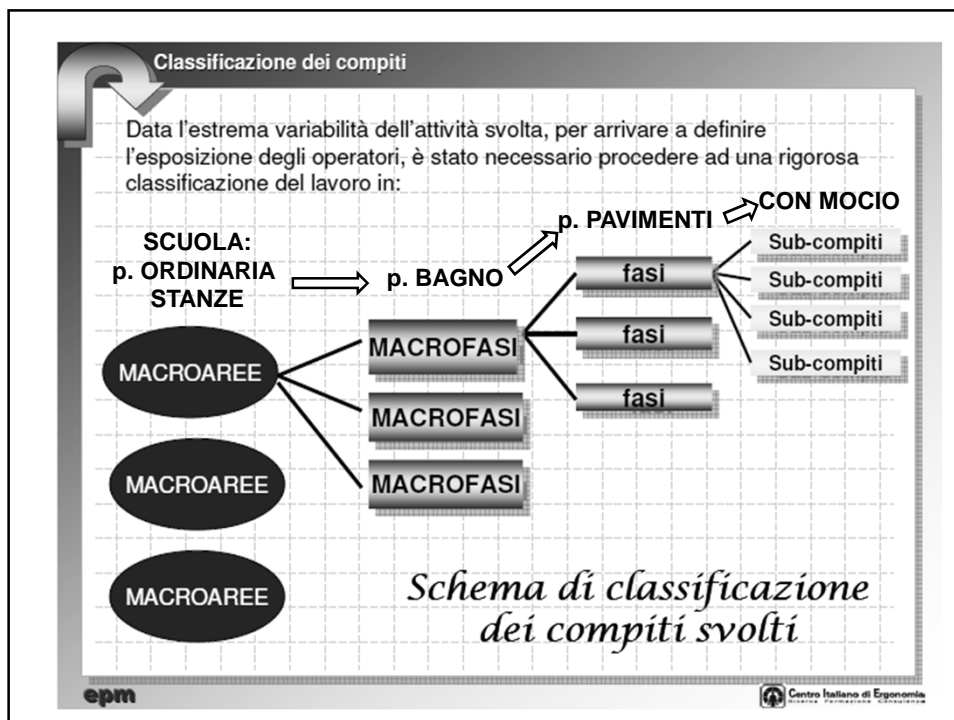 Classificazione dei compiti
Data l'estrema variabilità dell'attività svolta, per arrivare a definire
l'esposizione degli operatori, è stato necessario procedere ad una rigorosa
classificazione del lavoro in:
SCUOLA:
p. ORDINARIA
STANZE
p. BAGNO
p. PAVIMENTI
CON MOCIO
MACROAREE
MACROAREE
MACROAREE
MACROFASI
MACROFASI
MACROFASI
fasi
fasi
fasi
Sub-compiti
Sub-compiti
Sub-compiti
Sub-compiti
Schema di classificazione
dei compiti svolti
epm
Centro Italiano di Ergonomia
Ricerca Formazione Consulenza